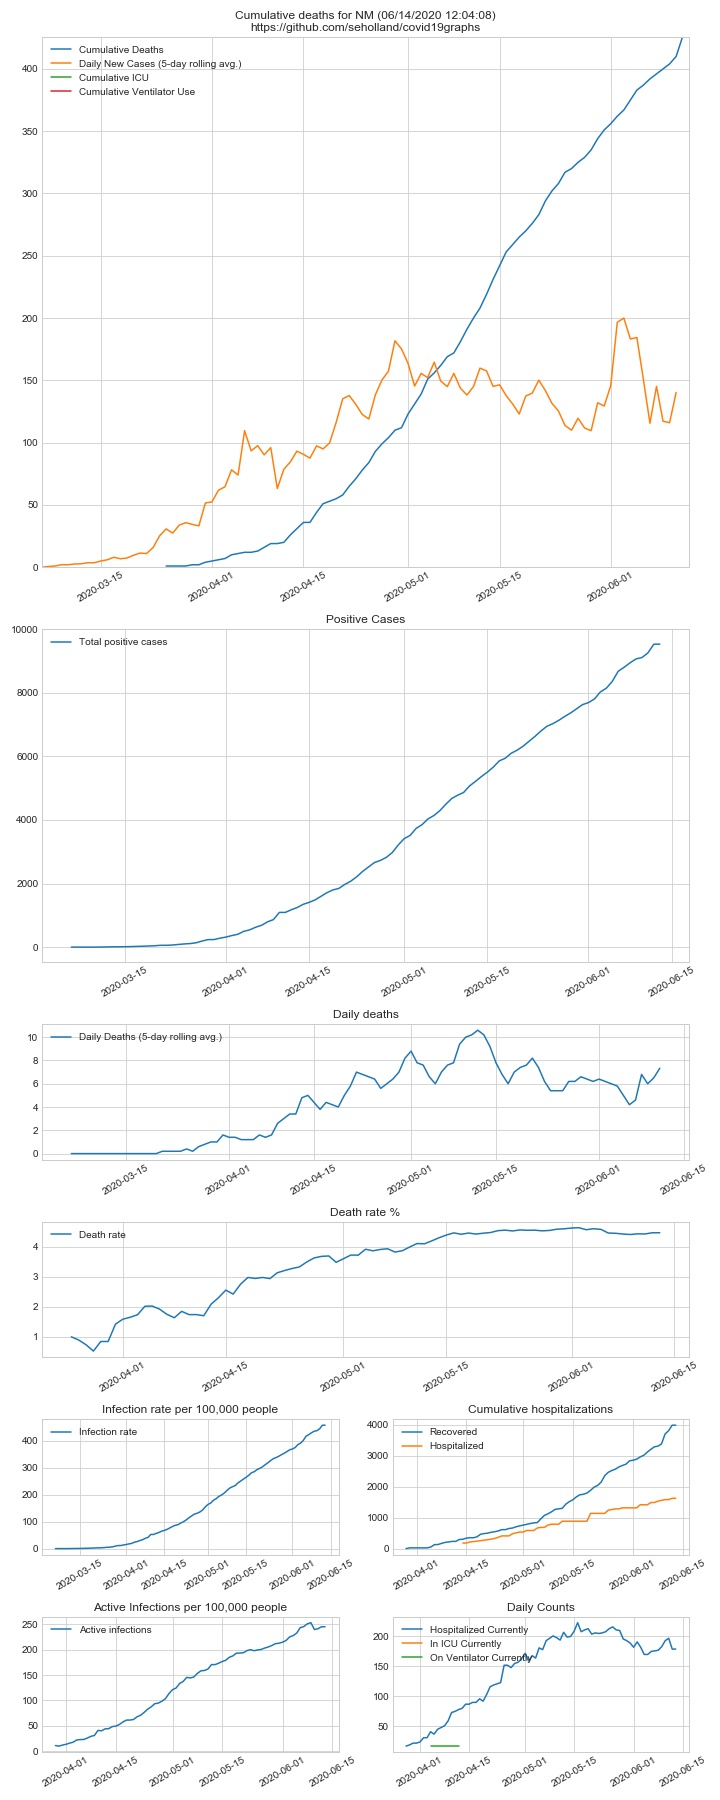 Cumulative deaths for NM (06/14/2020 12:04:08)
https://github.com/seholland/covid19graphs
Cumulative Deaths
Daily New Cases (5-day rolling avg.)
Cumulative ICU
Cumulative Ventilator Use
400
350
300
250
200
150
100
50
0
2020-03-15 2020-04-01 2020-04-15 2020-05-01 2020-05-15 2020-06-01
Positive Cases
Total positive cases
10000
8000
6000
4000
2000
0
2020-03-15 2020-04-01 2020-04-15 2020-05-01 2020-05-15 2020-06-01 2020-06-15
Daily deaths
Daily Deaths (5-day rolling avg.)
10
8
6
4
2
0
2020-03-15 2020-04-01 2020-04-15 2020-05-01 2020-05-15 2020-06-01 2020-06-15
Death rate %
Death rate
4
3
2
1
2020-04-01 2020-04-15 2020-05-01 2020-05-15 2020-06-01 2020-06-15
Infection rate per 100,000 people
Infection rate
400
300
200
100
0
2020-03-15 2020-04-01 2020-04-15 2020-05-01 2020-05-15 2020-06-01 2020-06-15
Cumulative hospitalizations
Recovered
Hospitalized
4000
3000
2000
1000
0
2020-04-01 2020-04-15 2020-05-01 2020-05-15 2020-06-01 2020-06-15
Active Infections per 100,000 people
Active infections
250
200
150
100
50
0
2020-04-01 2020-04-15 2020-05-01 2020-05-15 2020-06-01 2020-06-15
Daily Counts
Hospitalized Currently
In ICU Currently
On Ventilator Currently
200
150
100
50
2020-04-01 2020-04-15 2020-05-01 2020-05-15 2020-06-01 2020-06-15